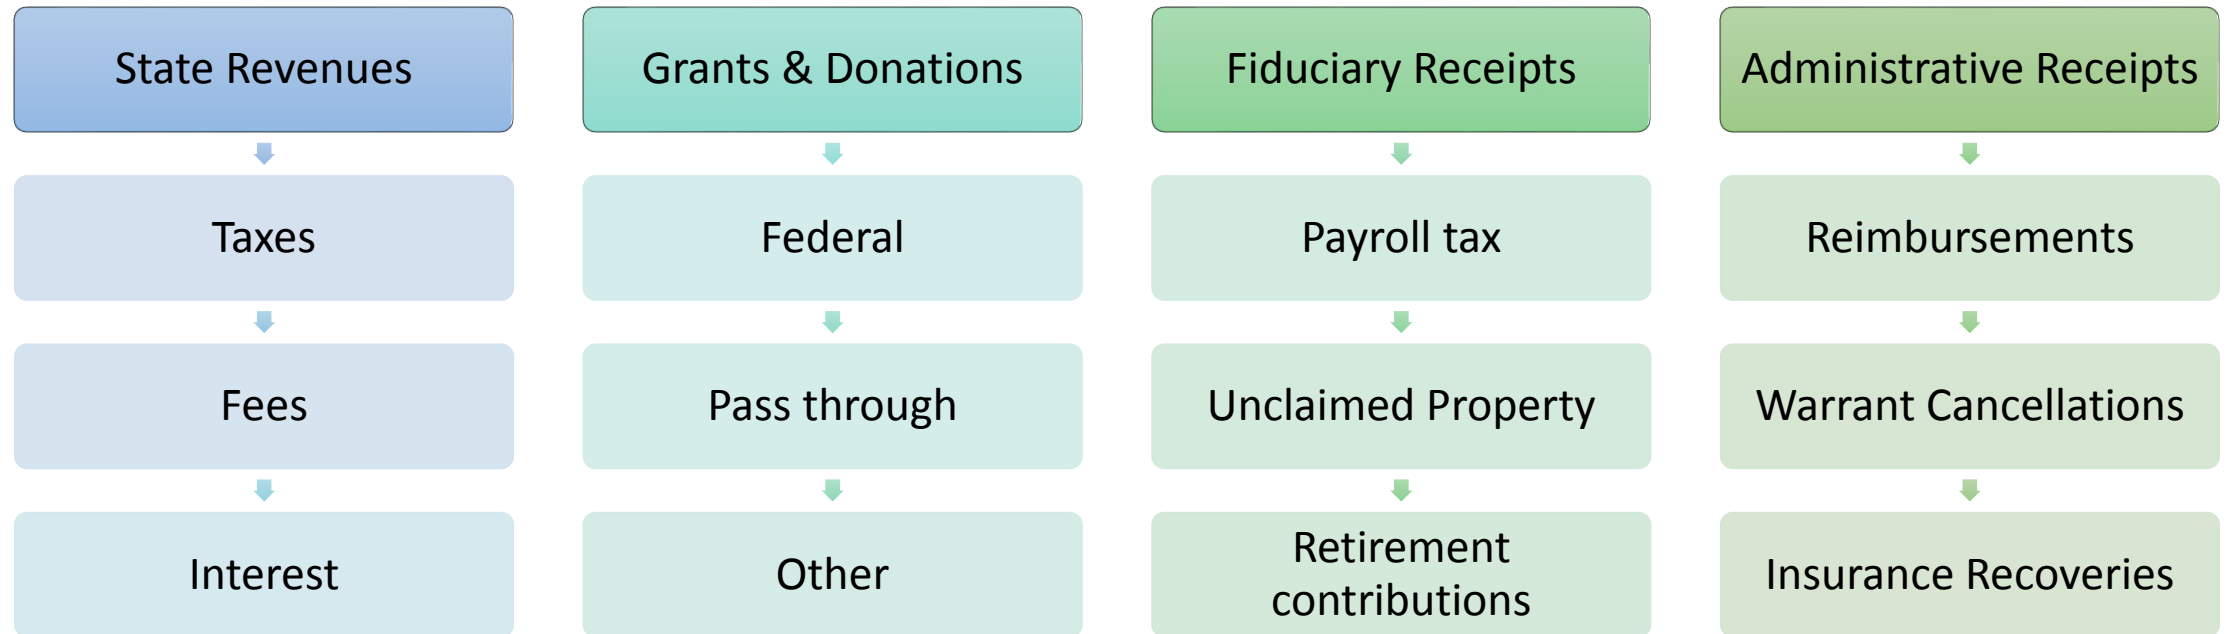 State Revenues
Taxes
Fees
Interest
Grants & Donations
Federal
Pass through
Other
Fiduciary Receipts
Payroll tax
Unclaimed Property
Retirement
contributions
Administrative Receipts
Reimbursements
Warrant Cancellations
Insurance Recoveries